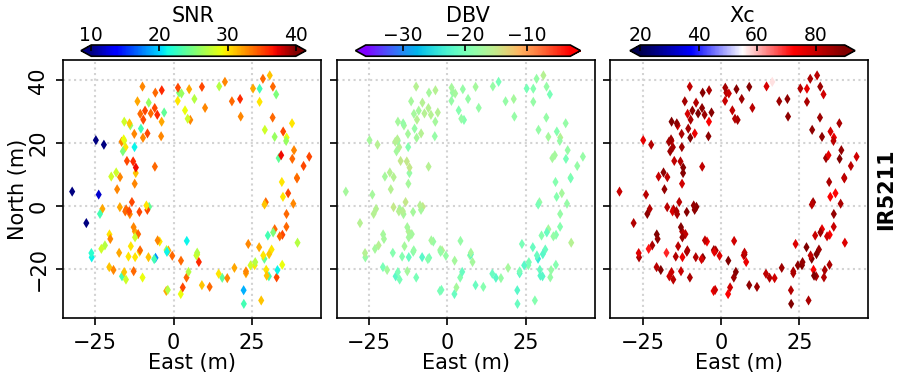 SNR DBV Xc
10 20 30 40 −30 −20 −10 20 40 60 80
40
20
0
−20
North (m)
IR5211
−25 0 25 −25 0 25 −25 0 25
East (m) East (m) East (m)